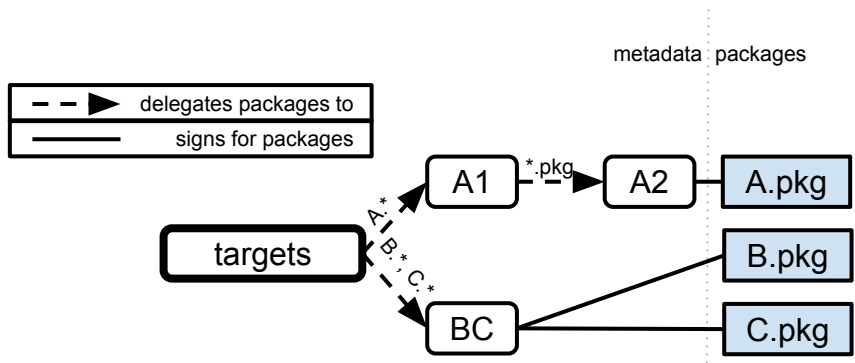 metadata packages
delegates packages to
signs for packages
A1
*.pkg
A2
A.pkg
A.*
targets
B.*, C.*
B.pkg
BC
C.pkg